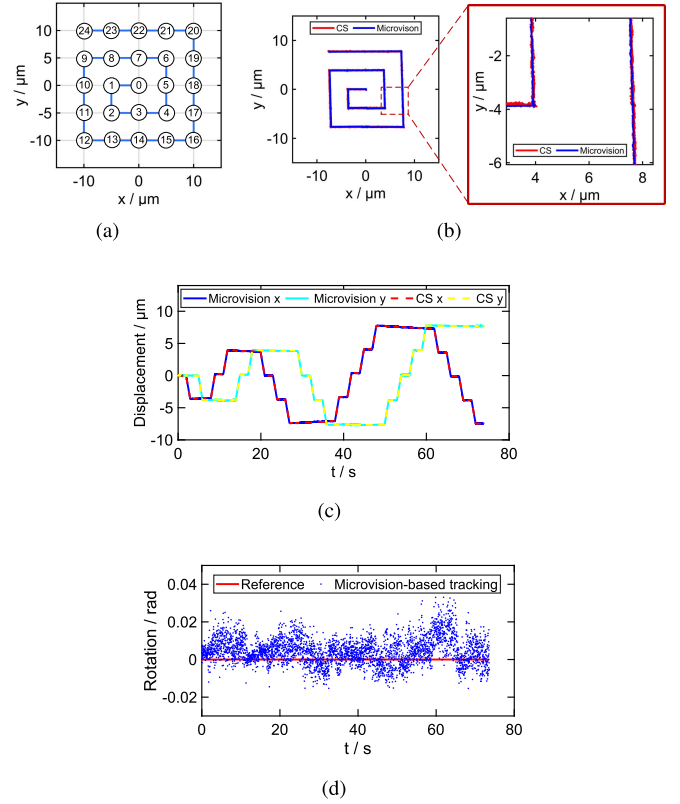 10
5
0
-5
-10
y / μm
24 23 22 21 20
9 8 7 6 19
10 1 0 5 18
11 2 3 4 17
12 13 14 15 16
-10 0 10
x / μm
(a)
CS Microvison
10
0
-10
y / μm
-10 0 10
x / μm
-2
-4
-6
y / μm
CS Microvision
4 6 8
x / μm
(b)
Microvision x Microvision y CS x CS y
10
5
0
-5
-10
Displacement / μm
0 20 40 60 80
t / s
(c)
Reference Microvision-based tracking
0.04
0.02
0
-0.02
Rotation / rad
0 20 40 60 80
t / s
(d)